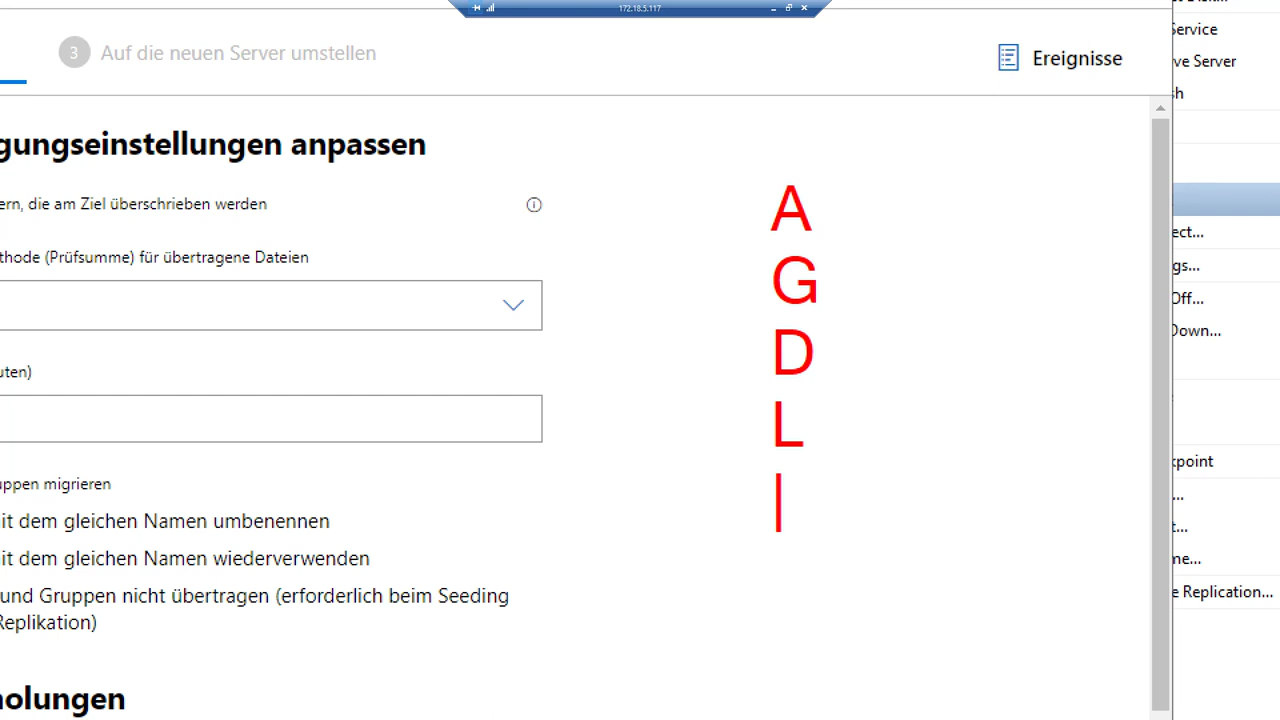 172.18.5.117
3 Auf die neuen Server umstellen
Ereignisse
gungseinstellungen anpassen
ern, die am Ziel überschrieben werden
thode (Prüfsumme) für übertragene Dateien
uten)
uppen migrieren
it dem gleichen Namen umbenennen
it dem gleichen Namen wiederverwenden
und Gruppen nicht übertragen (erforderlich beim Seeding
Replikation)
holungen
A
G
D
L
Service
ve Server
sh
ect...
gs...
Off...
Down...
kpoint
...
t...
me...
e Replication...